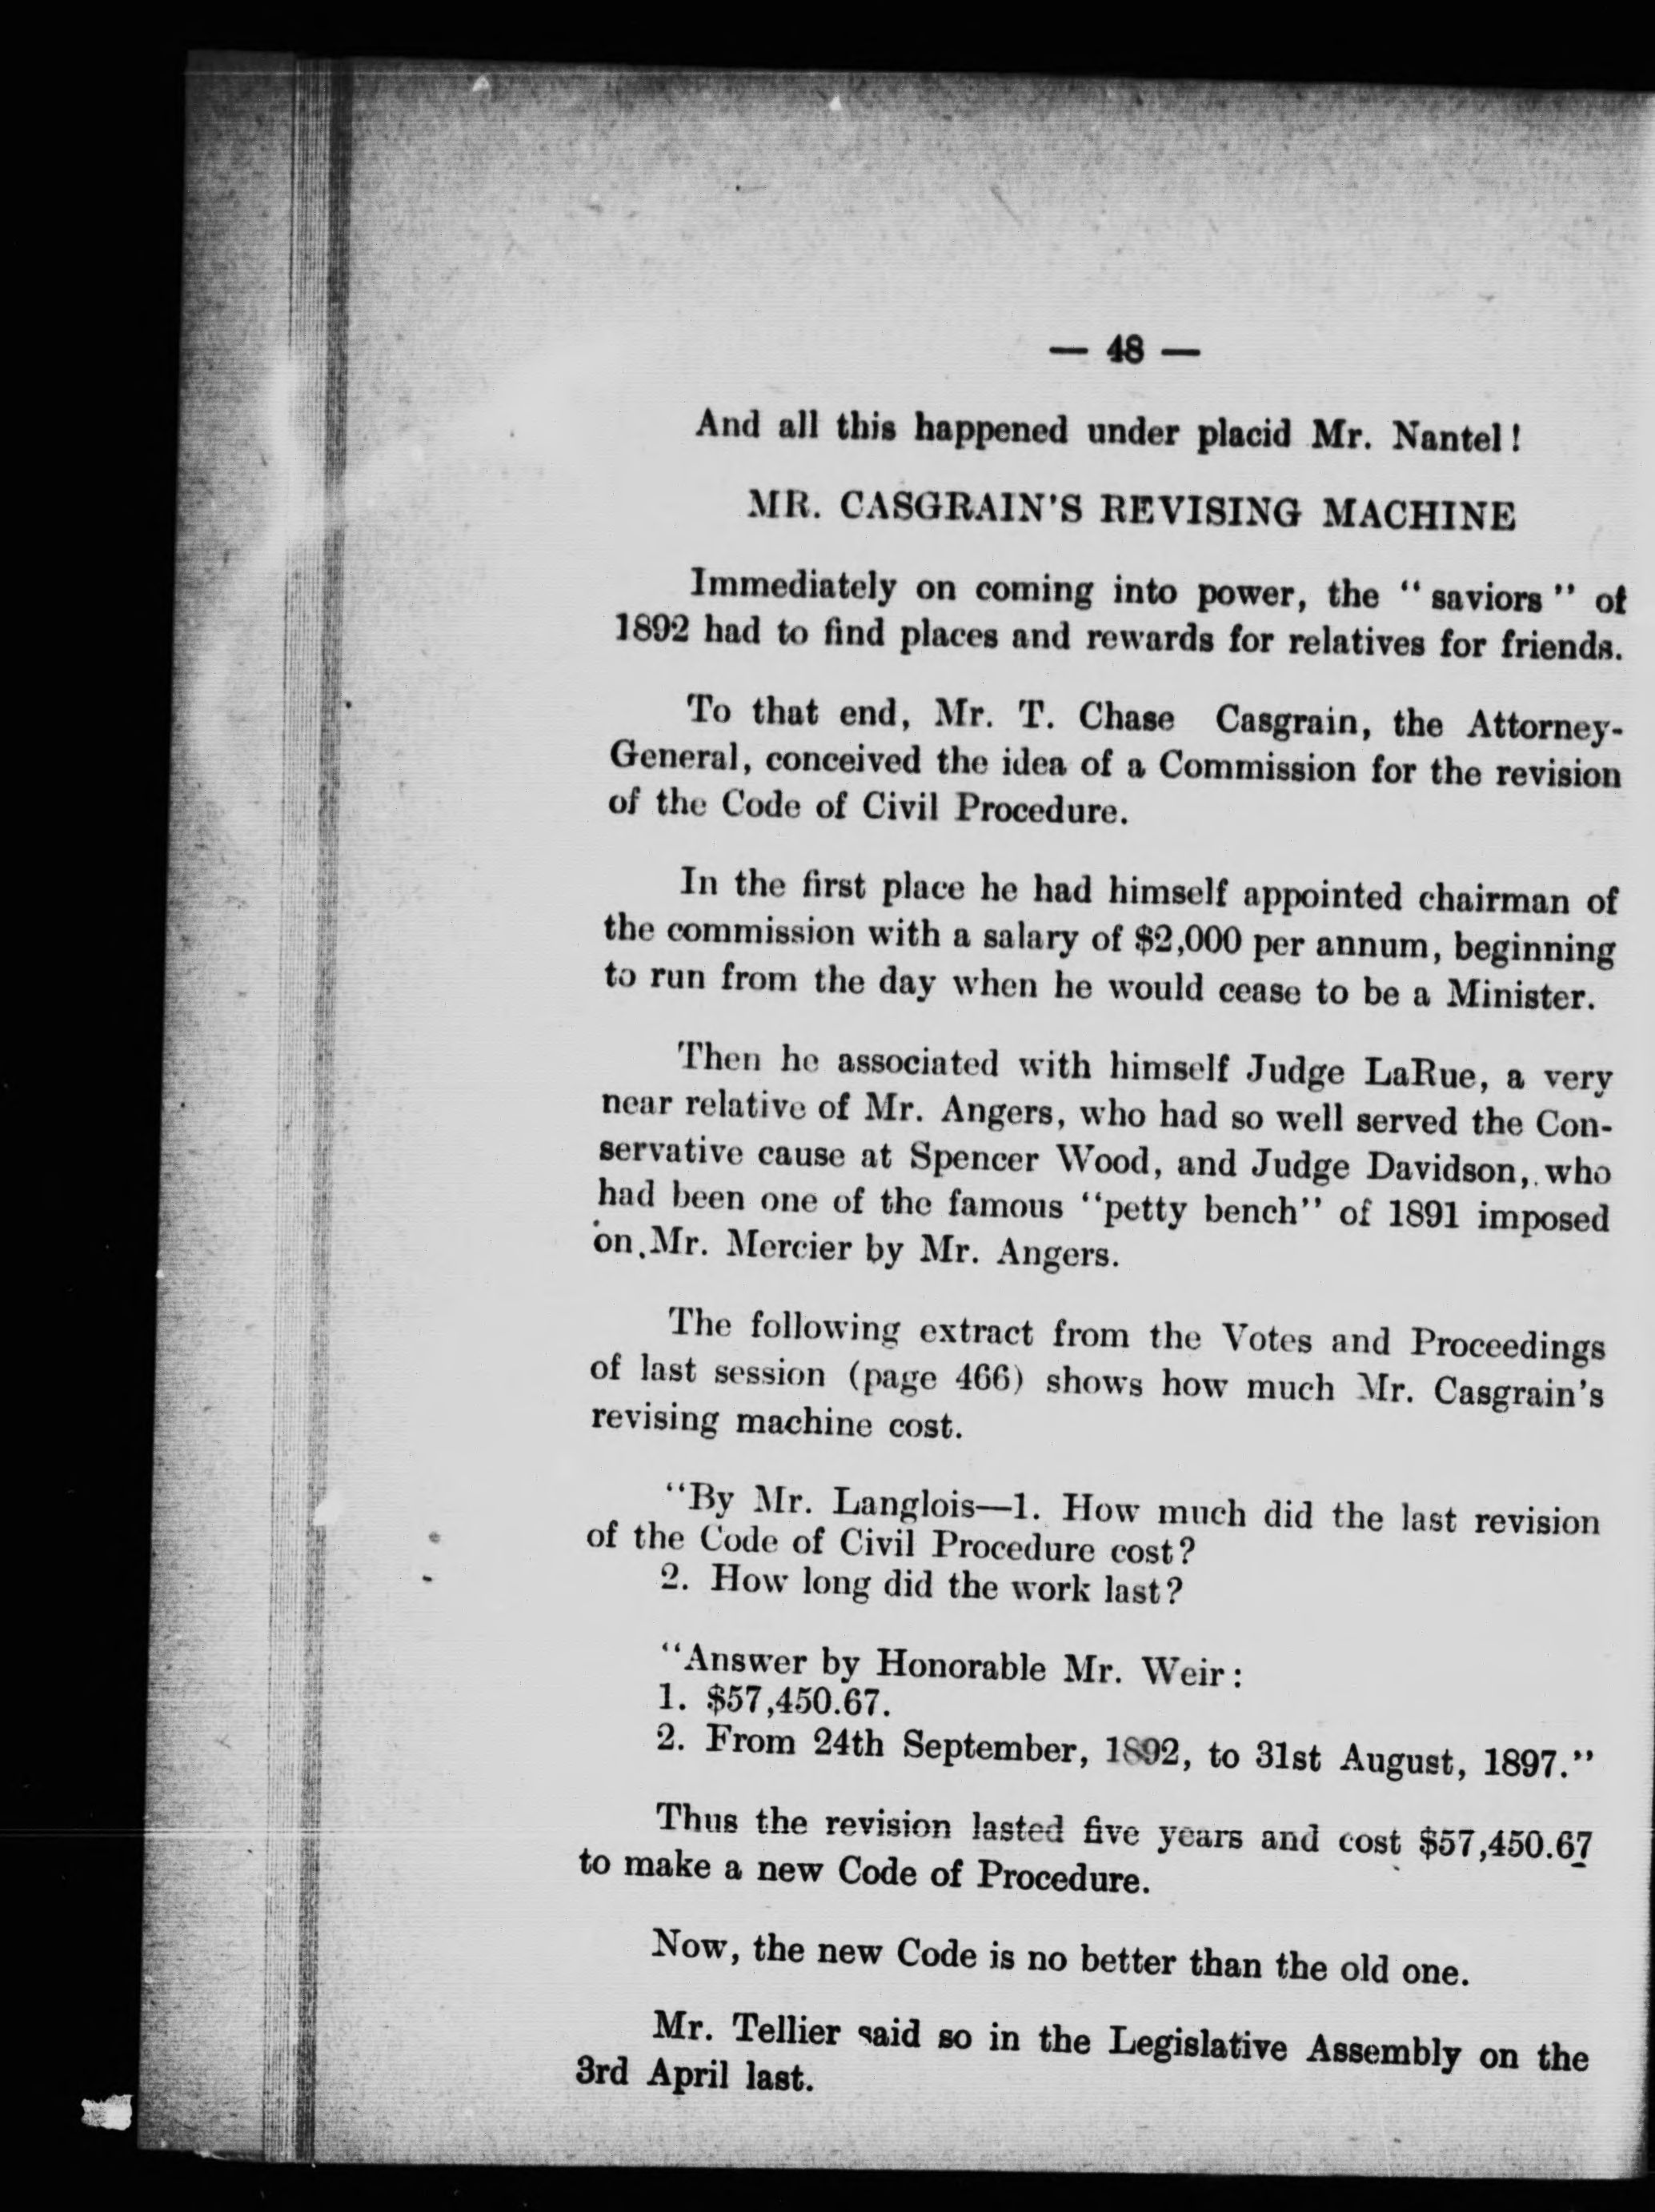 — 48 —
And all this happened under placid Mr. Nantel!
MR. CASGRAIN'S REVISING MACHINE
Immediately on coming into power, the "saviors" of
1892 had to find places and rewards for relatives for friends.
To that end, Mr. T. Chase Casgrain, the Attorney-
General, conceived the idea of a Commission for the revision
of the Code of Civil Procedure.
In the first place he had himself appointed chairman of
the commission with a salary of $2,000 per annum, beginning
to run from the day when he would cease to be a Minister.
Then he associated with himself Judge LaRue, a very
near relative of Mr. Angers, who had so well served the Con-
servative cause at Spencer Wood, and Judge Davidson, who
had been one of the famous "petty bench" of 1891 imposed
on Mr. Mercier by Mr. Angers.
The following extract from the Votes and Proceedings
of last session (page 466) shows how much Mr. Casgrain's
revising machine cost.
"By Mr. Langlois—1. How much did the last revision
of the Code of Civil Procedure cost?
2. How long did the work last?
"Answer by Honorable Mr. Weir:
1. $57,450.67.
2. From 24th September, 1892, to 31st August, 1897."
Thus the revision lasted five years and cost $57,450.67
to make a new Code of Procedure.
Now, the new Code is no better than the old one.
Mr. Tellier said so in the Legislative Assembly on the
3rd April last.